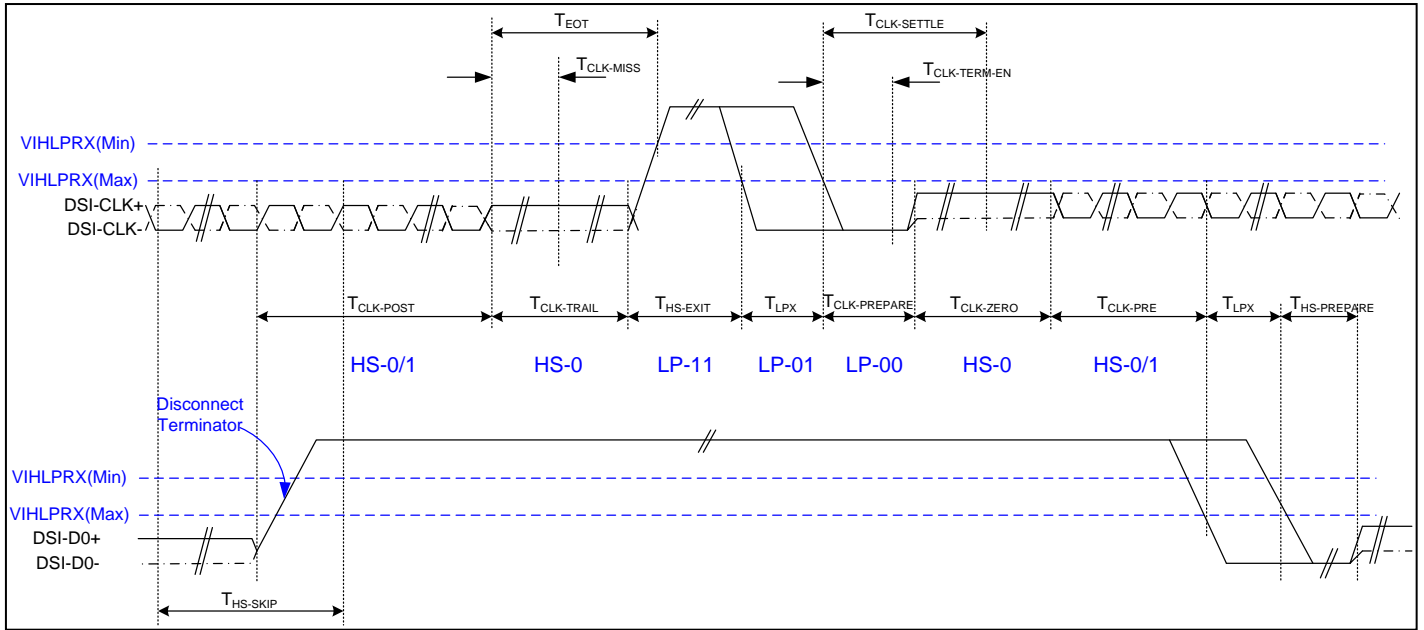 TEOT
TCLK-SETTLE
TCLK-MISS
TCLK-TERM-EN
VIHLPRX(Min)
VIHLPRX(Max)
DSI-CLK+
DSI-CLK-
TCLK-POST
TCLK-TRAIL
THS-EXIT
TLPX
TCLK-PREPARE
TCLK-ZERO
TCLK-PRE
TLPX
THS-PREPARE
HS-0/1
HS-0
LP-11
LP-01
LP-00
HS-0
HS-0/1
Disconnect
Terminator
VIHLPRX(Min)
VIHLPRX(Max)
DSI-D0+
DSI-D0-
THS-SKIP